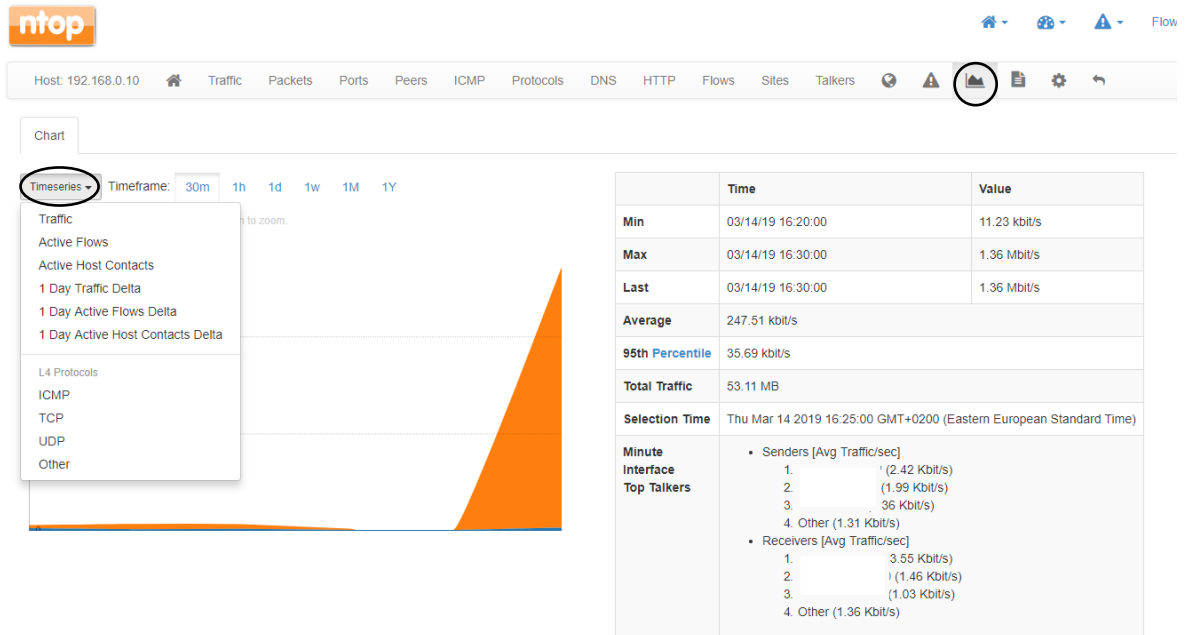 ntop
Flow
Host: 192.168.0.10 Traffic Packets Ports Peers ICMP Protocols DNS HTTP Flows Sites Talkers
Chart
Timeseries Timeframe: 30m 1h 1d 1w 1M 1Y
to zoom.
Traffic
Active Flows
Active Host Contacts
1 Day Traffic Delta
1 Day Active Flows Delta
1 Day Active Host Contacts Delta
L4 Protocols
ICMP
TCP
UDP
Other
Time Value
Min 03/14/19 16:20:00 11.23 kbit/s
Max 03/14/19 16:30:00 1.36 Mbit/s
Last 03/14/19 16:30:00 1.36 Mbit/s
Average 247.51 kbit/s
95th Percentile 35.69 kbit/s
Total Traffic 53.11 MB
Selection Time Thu Mar 14 2019 16:25:00 GMT+0200 (Eastern European Standard Time)
Minute
Interface
Top Talkers
• Senders [Avg Traffic/sec]
1. (2.42 Kbit/s)
2. (1.99 Kbit/s)
3. 36 Kbit/s)
4. Other (1.31 Kbit/s)
• Receivers [Avg Traffic/sec]
1. 3.55 Kbit/s)
2. (1.46 Kbit/s)
3. (1.03 Kbit/s)
4. Other (1.36 Kbit/s)